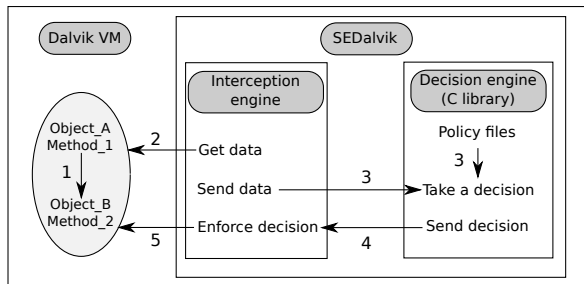 Dalvik VM
SEDalvik
Interception
engine
Decision engine
(C library)
Object_A
Method_1
1
Object_B
Method_2
2
Get data
Policy files
3
Send data
3
Take a decision
5
Enforce decision
4
Send decision